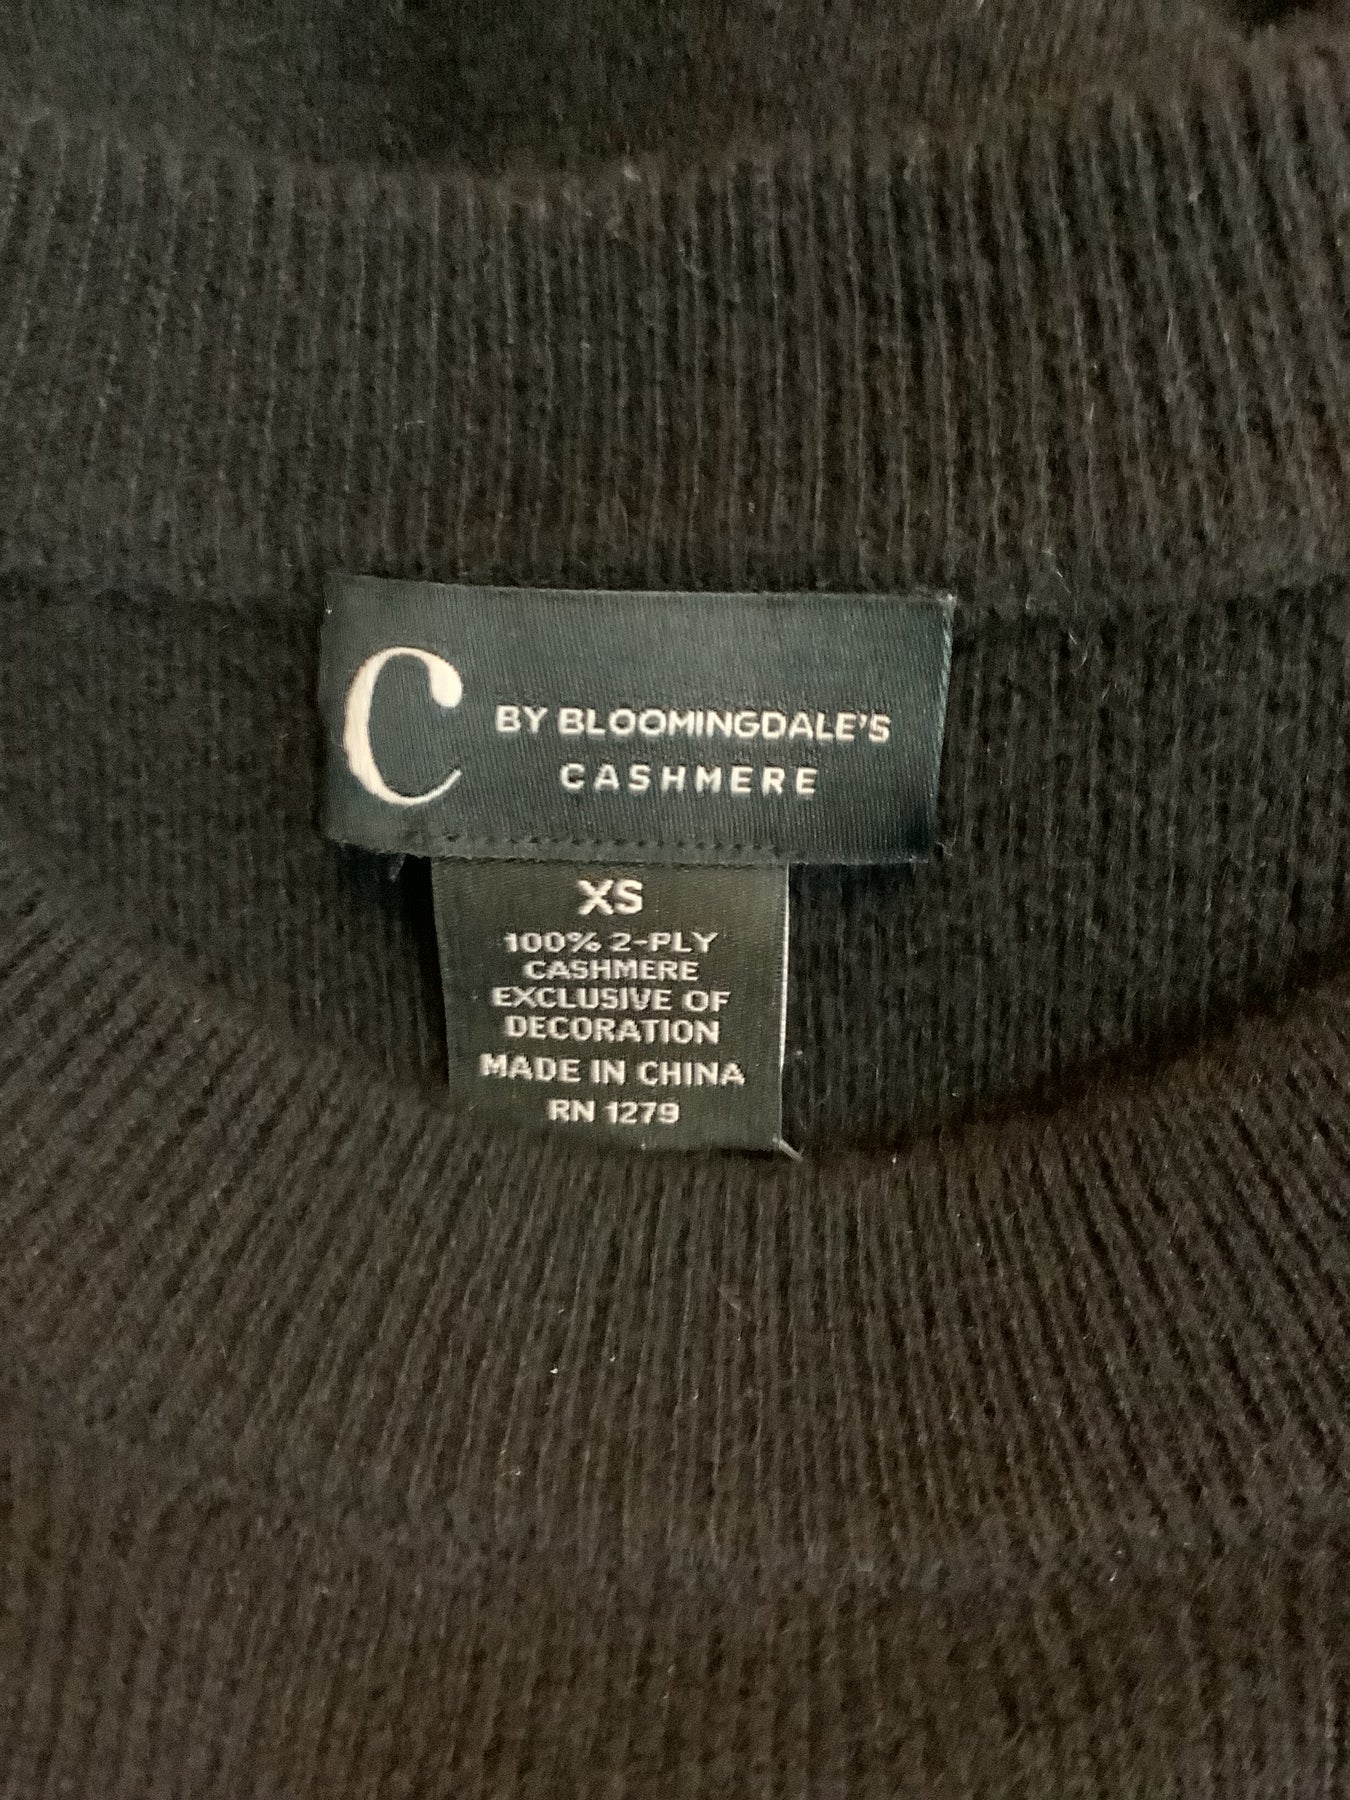 C
BY BLOOMINGDALE'S
CASHMERE
XS
100% 2-PLY
CASHMERE
EXCLUSIVE OF
DECORATION
MADE IN CHINA
RN 1279